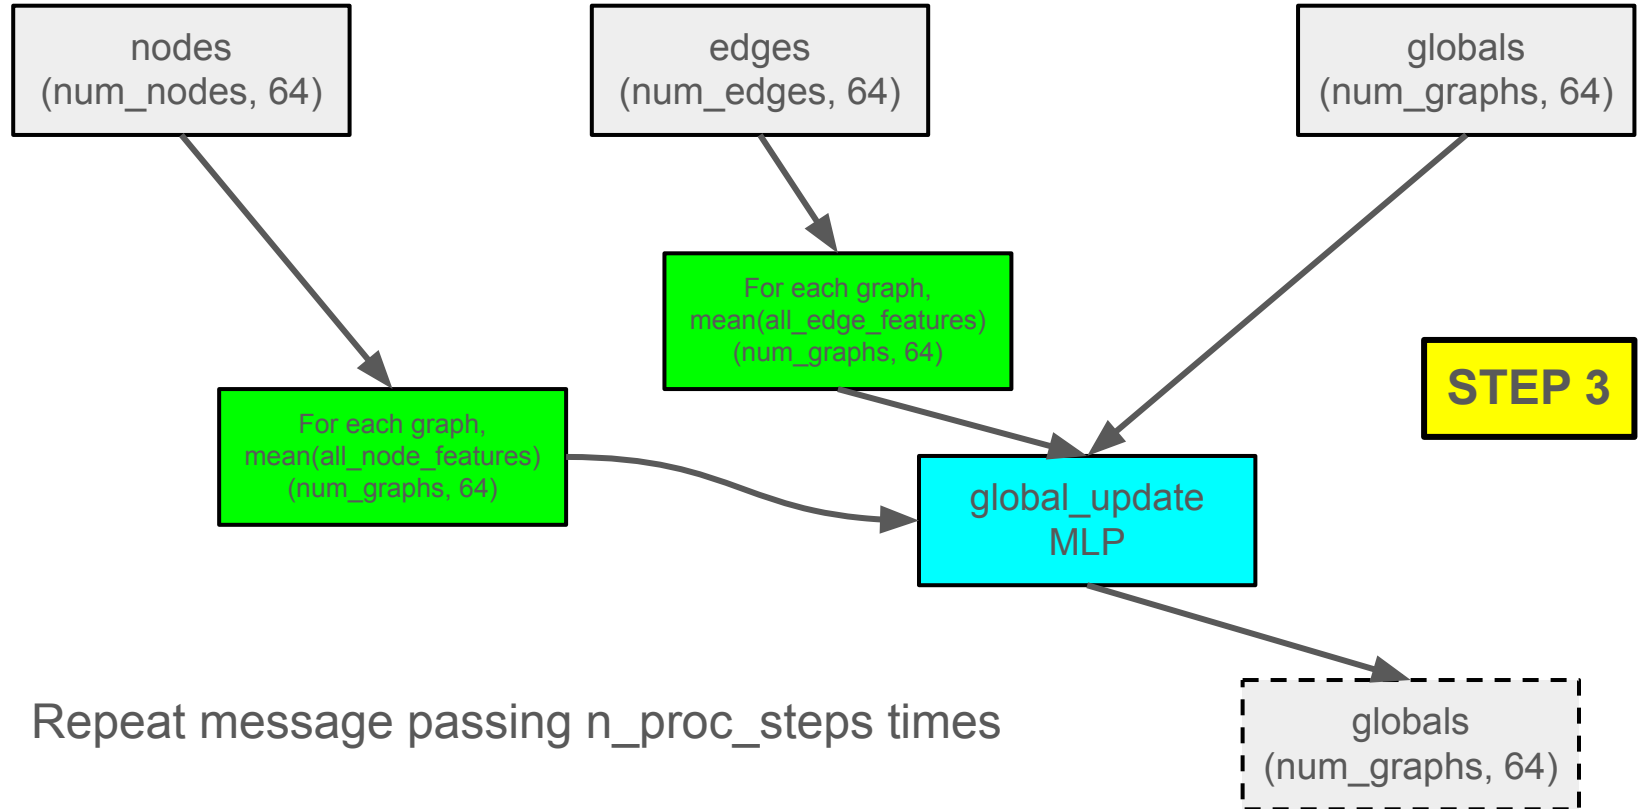 nodes
(num_nodes, 64)
edges
(num_edges, 64)
globals
(num_graphs, 64)
For each graph,
mean(all_edge_features)
(num_graphs, 64)
STEP 3
For each graph,
mean(all_node_features)
(num_graphs, 64)
global_update
MLP
Repeat message passing n_proc_steps times
globals
(num_graphs, 64)